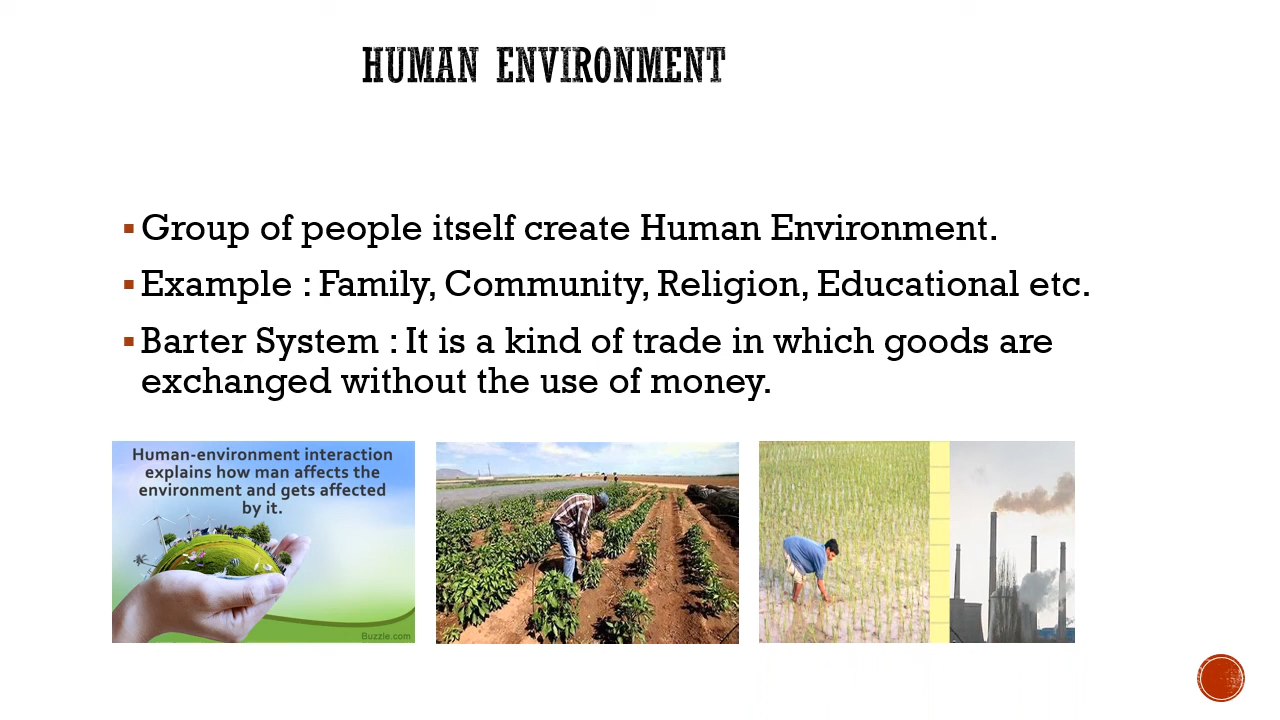 HUMAN ENVIRONMENT
Group of people itself create Human Environment.
Example : Family, Community, Religion, Educational etc.
Barter System : It is a kind of trade in which goods are
exchanged without the use of money.
Human-environment interaction
explains how man affects the
environment and gets affected
by it.
Buzzle.com